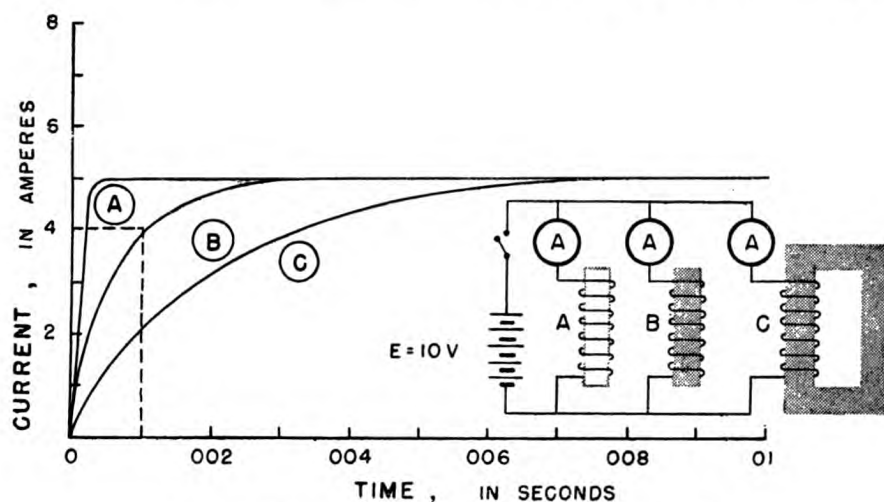 8
6
4
2
0
CURRENT , IN AMPERES
A
B
C
002
004
006
008
01
TIME , IN SECONDS
A
A
A
A
B
C
E = 10 V